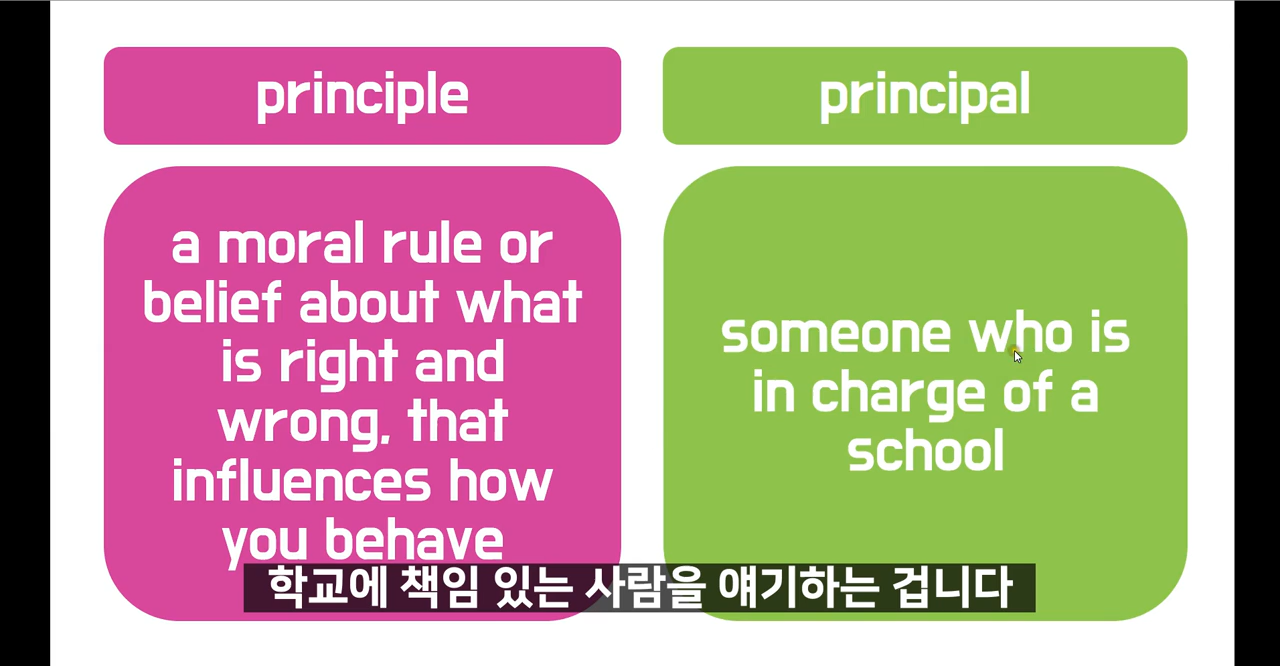 principle
a moral rule or
belief about what
is right and
wrong, that
influences how
you behave
principal
someone who is
in charge of a
school
학교에 책임 있는 사람을 얘기하는 겁니다